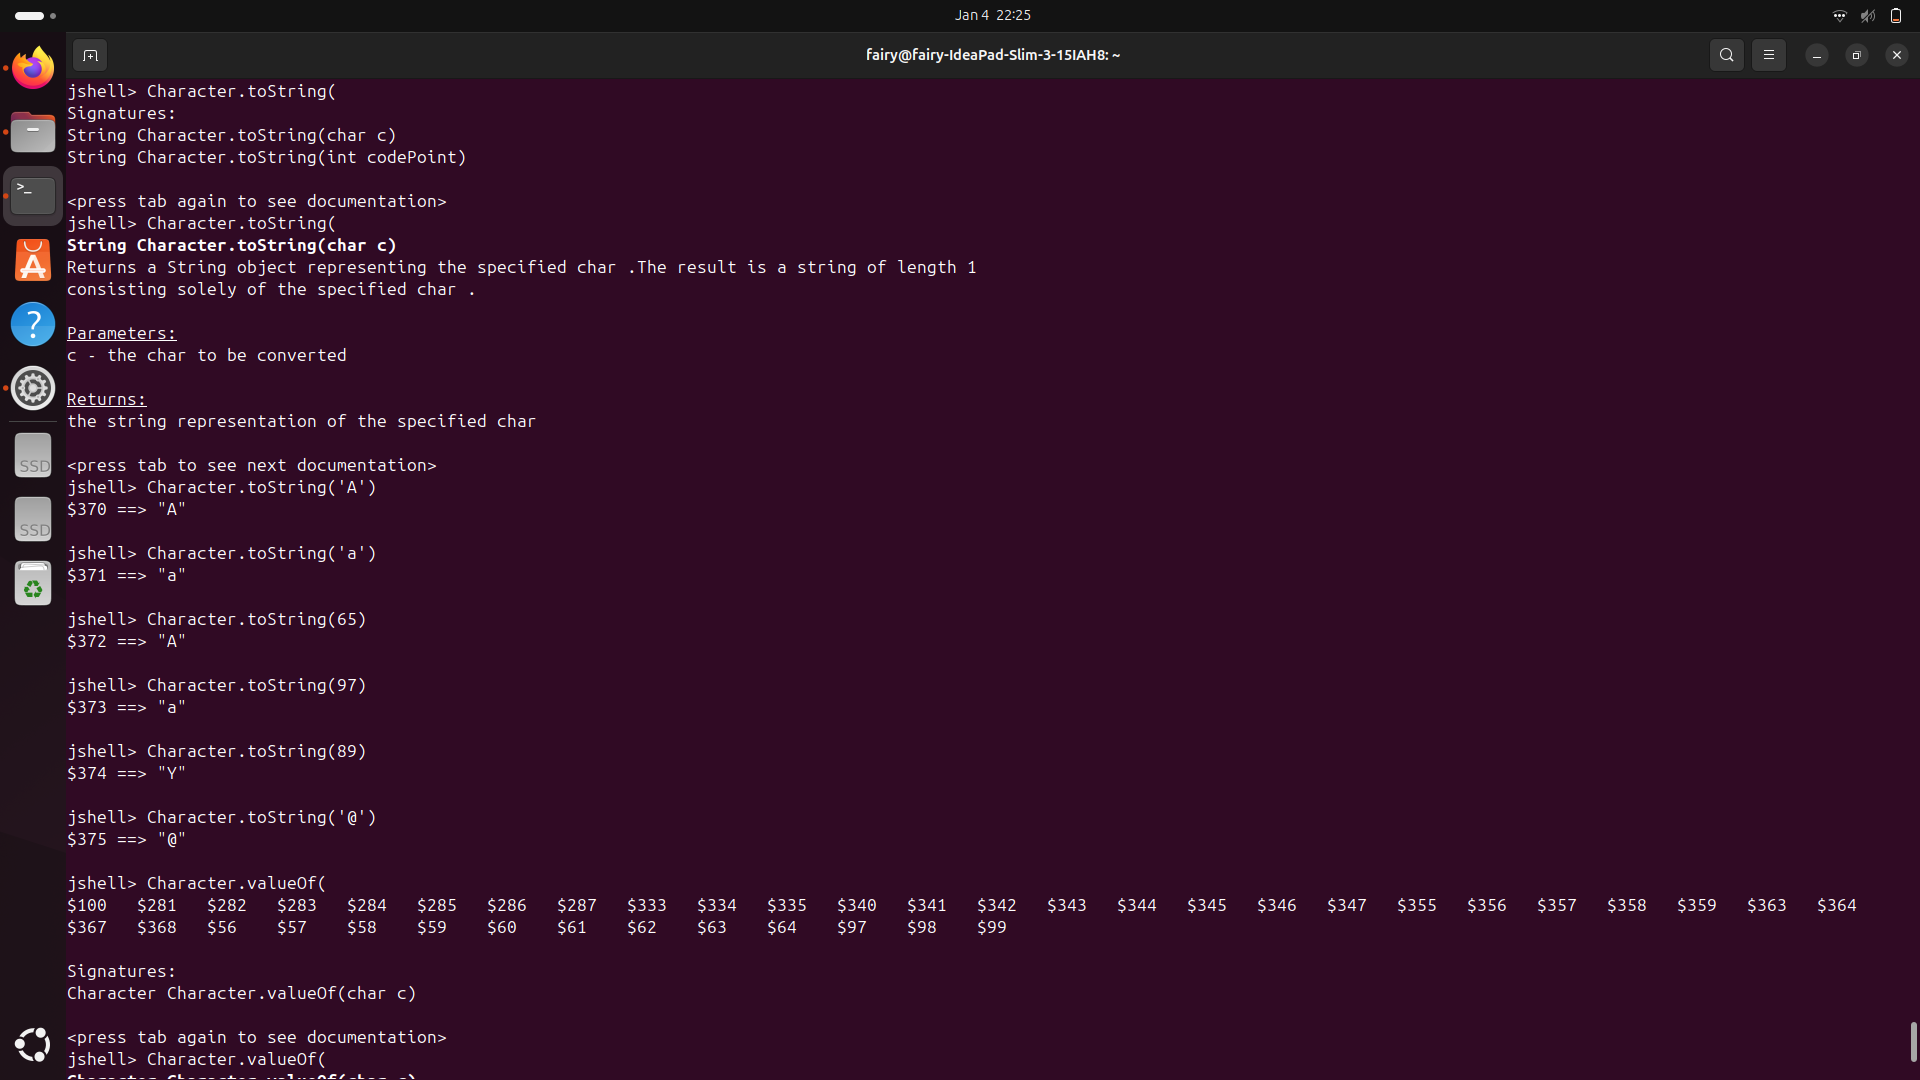 Jan 4 22:25
fairy@fairy-IdeaPad-Slim-3-15IAH8: ~
jshell> Character.toString(
Signatures:
String Character.toString(char c)
String Character.toString(int codePoint)
<press tab again to see documentation>
jshell> Character.toString(
String Character.toString(char c)
Returns a String object representing the specified char .The result is a string of length 1
consisting solely of the specified char .
Parameters:
c - the char to be converted
Returns:
the string representation of the specified char
<press tab to see next documentation>
jshell> Character.toString('A')
$370 ==> "A"
jshell> Character.toString('a')
$371 ==> "a"
jshell> Character.toString(65)
$372 ==> "A"
jshell> Character.toString(97)
$373 ==> "a"
jshell> Character.toString(89)
$374 ==> "Y"
jshell> Character.toString('@')
$375 ==> "@"
jshell> Character.valueOf(
$100 $281 $282 $283 $284 $285 $286 $287 $333 $334 $335 $340 $341 $342 $343 $344 $345 $346 $347 $355 $356 $357 $358 $359 $363 $364
$367 $368 $56 $57 $58 $59 $60 $61 $62 $63 $64 $97 $98 $99
Signatures:
Character Character.valueOf(char c)
<press tab again to see documentation>
jshell> Character.valueOf(
Character Character.valueOf(char c)
SSD
SSD